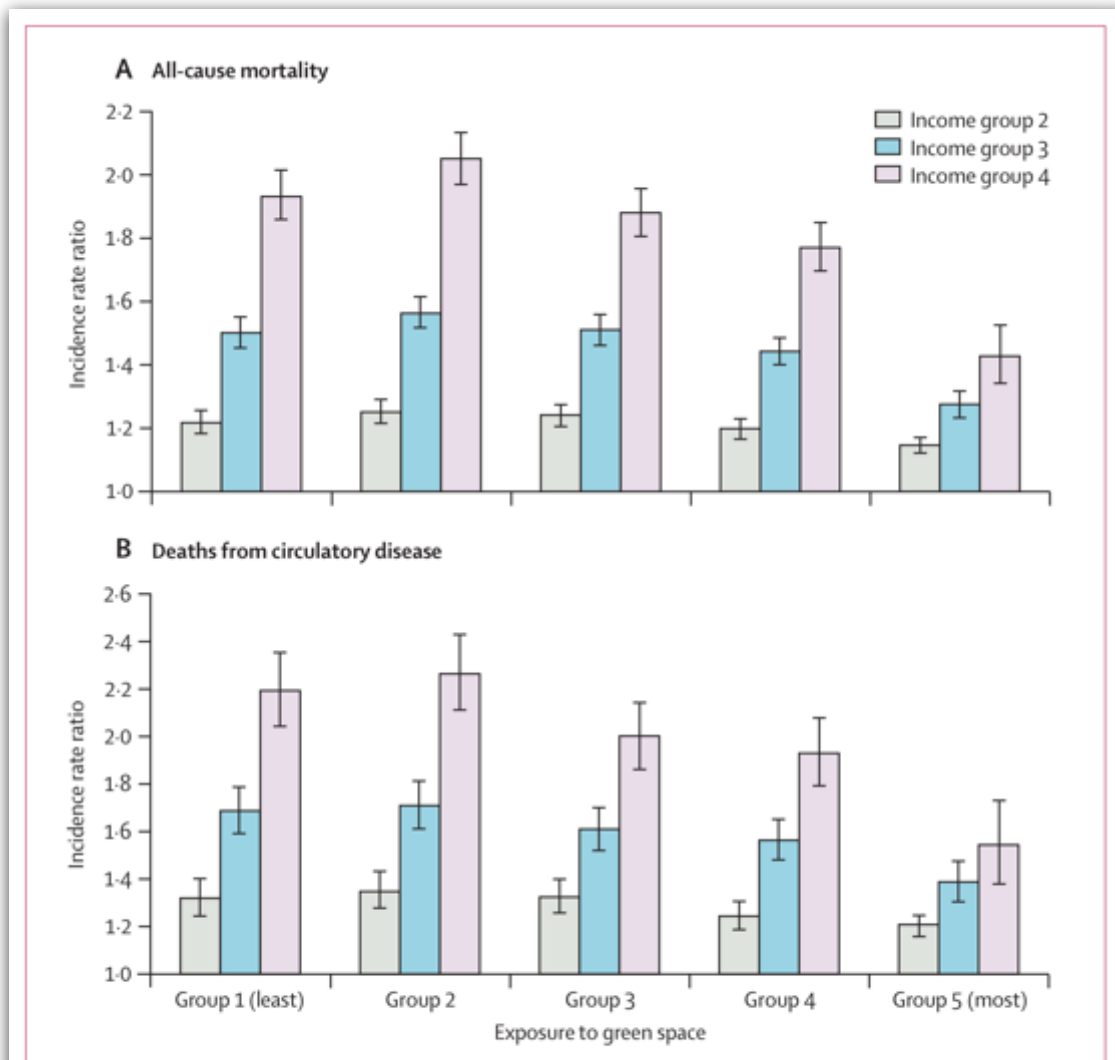 A All-cause mortality
2·2
2·0
1·8
1·6
1·4
1·2
1·0
Incidence rate ratio
Income group 2
Income group 3
Income group 4
B Deaths from circulatory disease
2·6
2·4
2·2
2·0
1·8
1·6
1·4
1·2
1·0
Incidence rate ratio
Group 1 (least) Group 2 Group 3 Group 4 Group 5 (most)
Exposure to green space